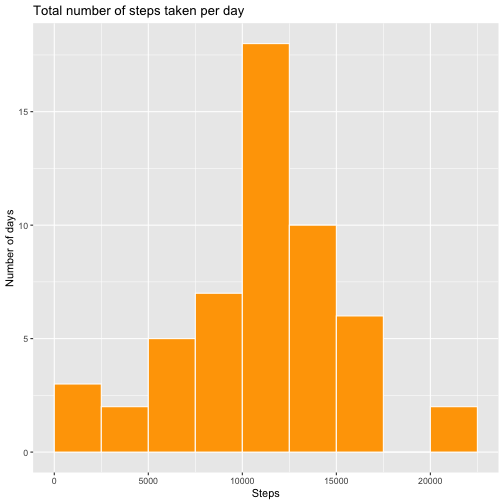 Total number of steps taken per day
15
10
5
0
Number of days
0 5000 10000 15000 20000
Steps